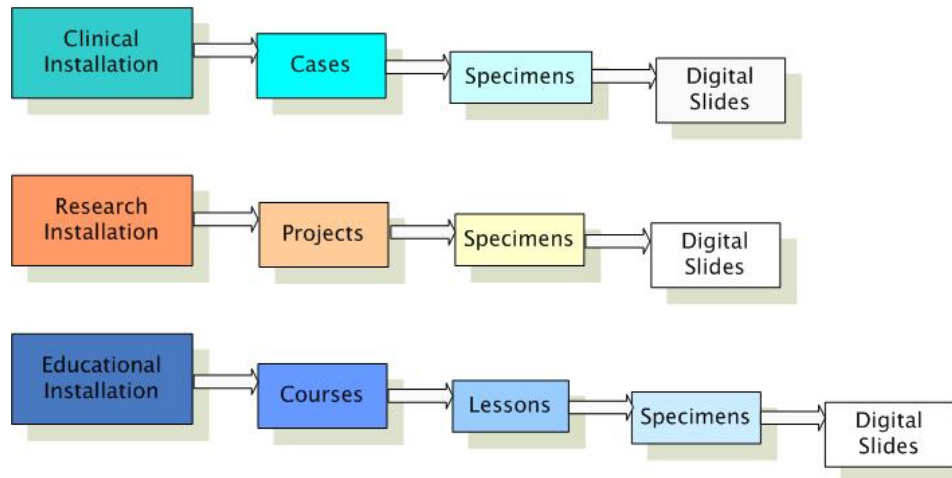 Clinical
Installation
Cases
Specimens
Digital
Slides
Research
Installation
Projects
Specimens
Digital
Slides
Educational
Installation
Courses
Lessons
Specimens
Digital
Slides